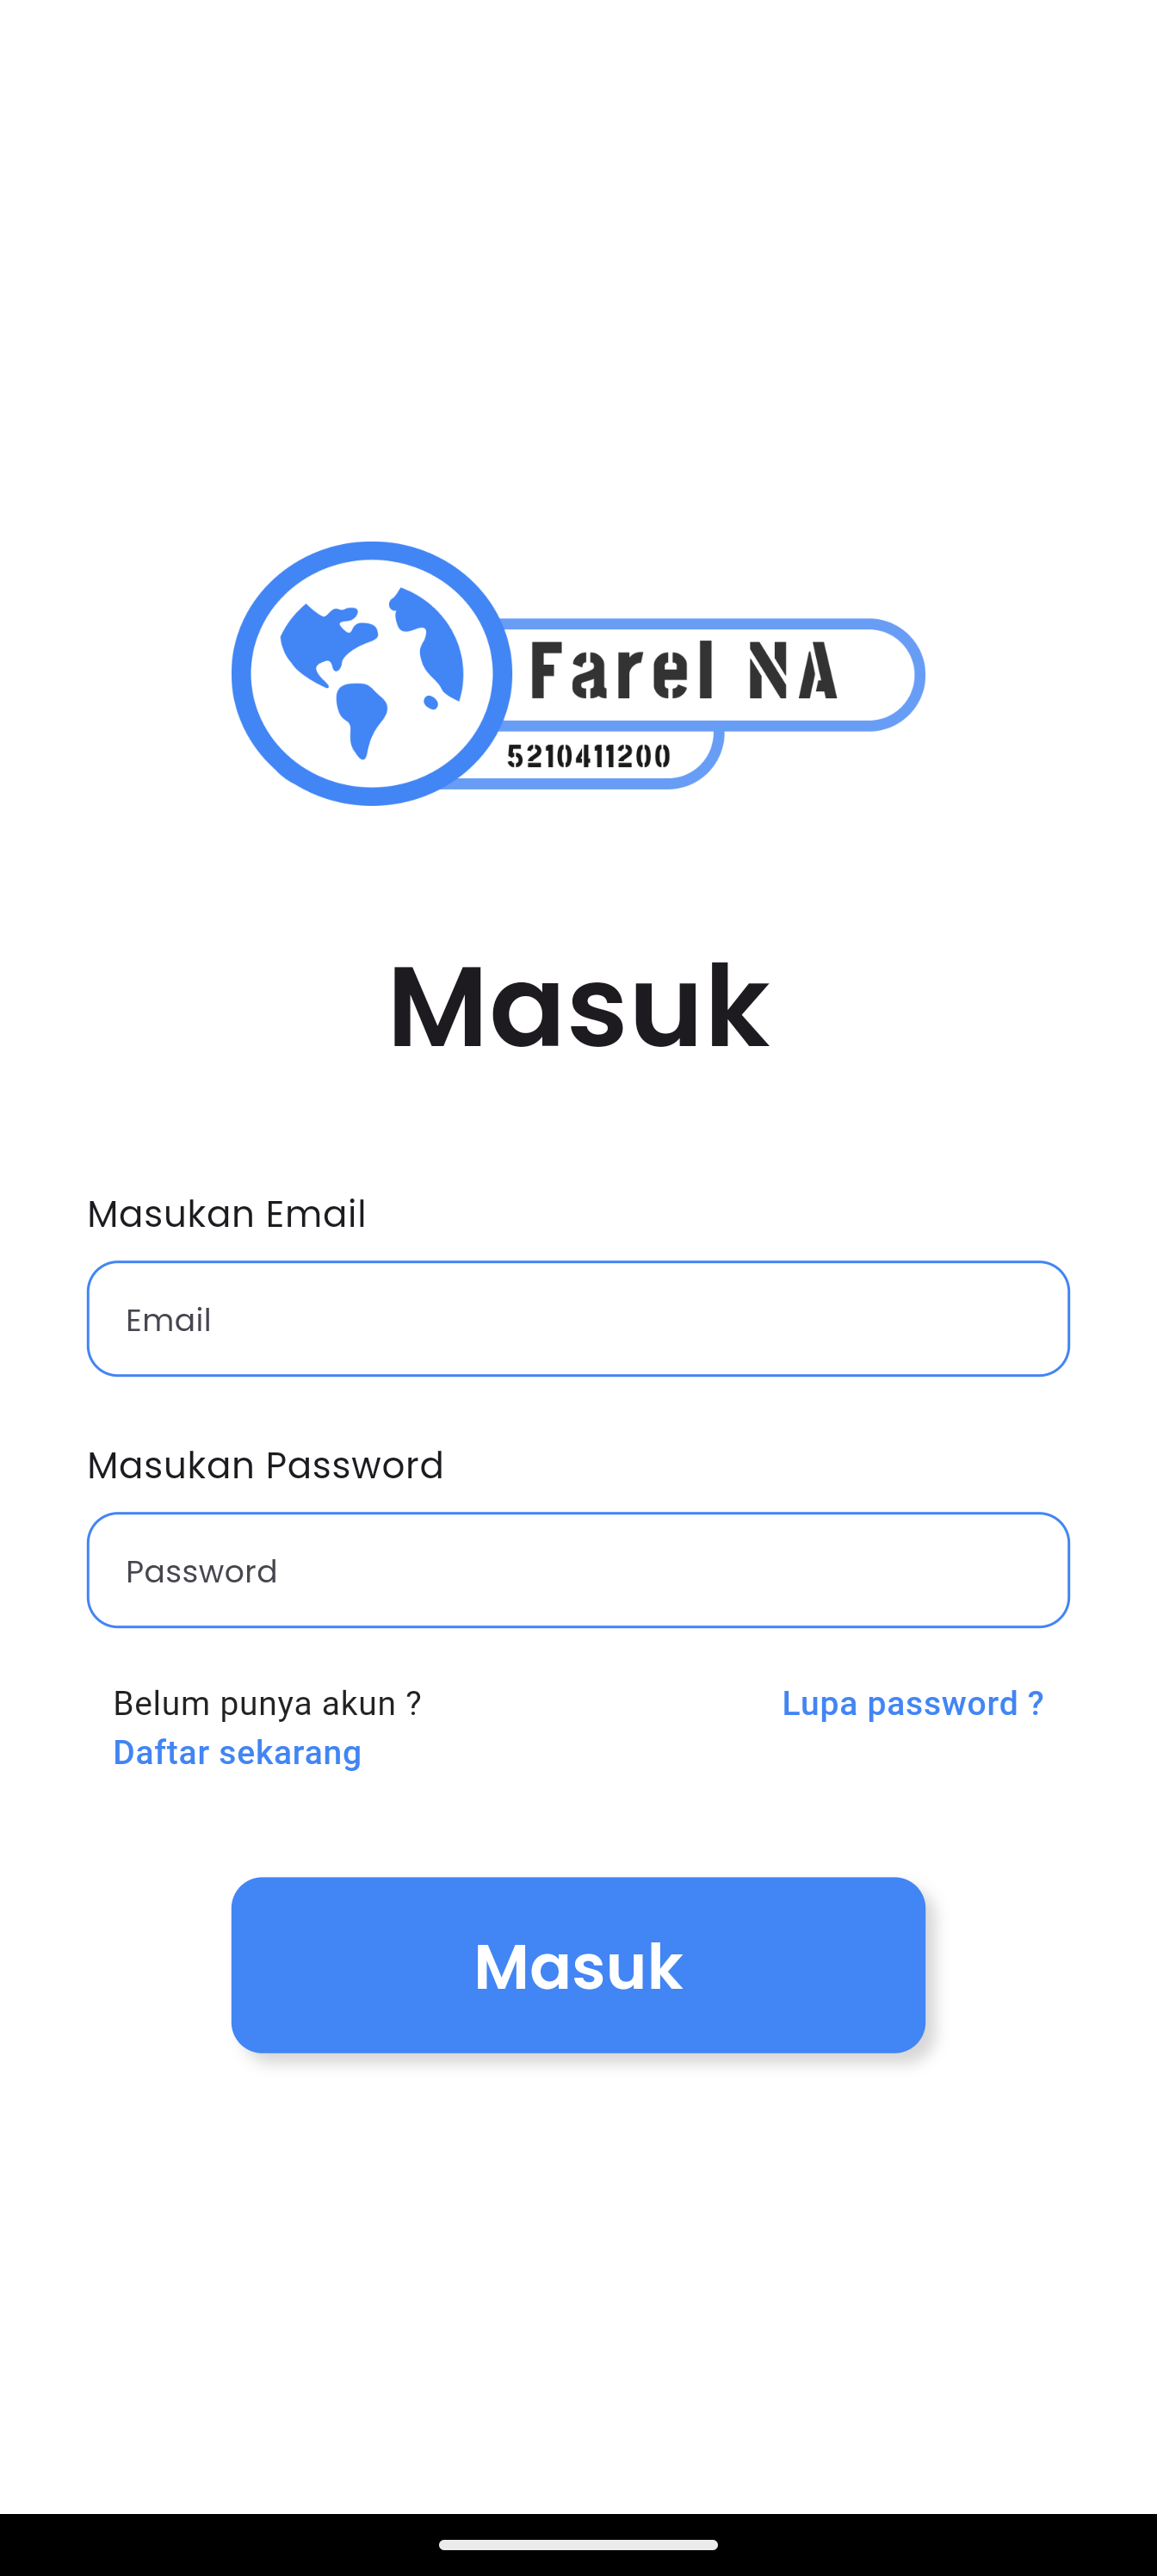 Farel NA
5210411200
Masuk
Masukan Email
Email
Masukan Password
Password
Belum punya akun ?
Lupa password ?
Daftar sekarang
Masuk